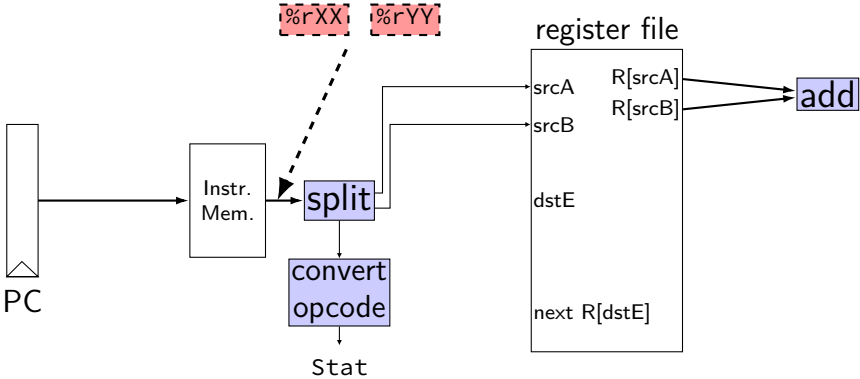 %rXX %rYY
register file
srcA
R[srcA]
R[srcB]
srcB
add
Instr.
Mem.
split
dstE
convert
opcode
PC
next R[dstE]
Stat